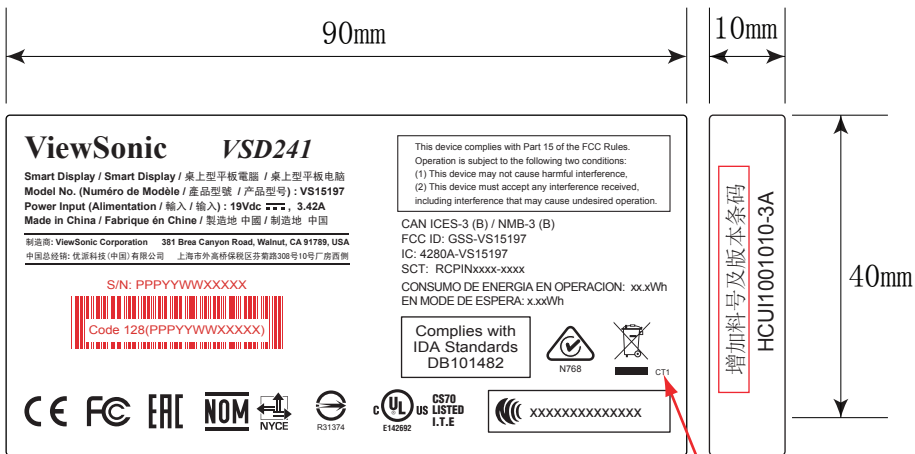 90mm
10mm
ViewSonic VSD241
Smart Display / Smart Display / 桌上型平板電腦 / 桌上型平板电脑
Model No. (Numéro de Modèle / 產品型號 / 产品型号) : VS15197
Power Input (Alimentation / 輸入 / 输入) : 19Vdc , 3.42A
Made in China / Fabrique én Chine / 製造地 中國 / 制造地 中国
制造商: ViewSonic Corporation 381 Brea Canyon Road, Walnut, CA 91789, USA
中国总经销: 优派科技(中国)有限公司 上海市外高桥保税区芬菊路308号10号厂房西侧
S/N: PPPYYWWXXXXX
Code 128(PPPYYWWXXXXX)
This device complies with Part 15 of the FCC Rules.
Operation is subject to the following two conditions:
(1) This device may not cause harmful interference,
(2) This device must accept any interference received,
including interference that may cause undesired operation.
CAN ICES-3 (B) / NMB-3 (B)
FCC ID: GSS-VS15197
IC: 4280A-VS15197
SCT: RCPINxxxx-xxxx
CONSUMO DE ENERGIA EN OPERACION: xx.xWh
EN MODE DE ESPERA: x.xxWh
Complies with
IDA Standards
DB101482
N768
CT1
CE FC EAC NOM
NYCE
R31374
C UL US
E142692
CS70
LISTED
I.T.E
CCC xxxxxxxxxxxxxx
增加料号及版本条码
HCUI1001010-3A
40mm